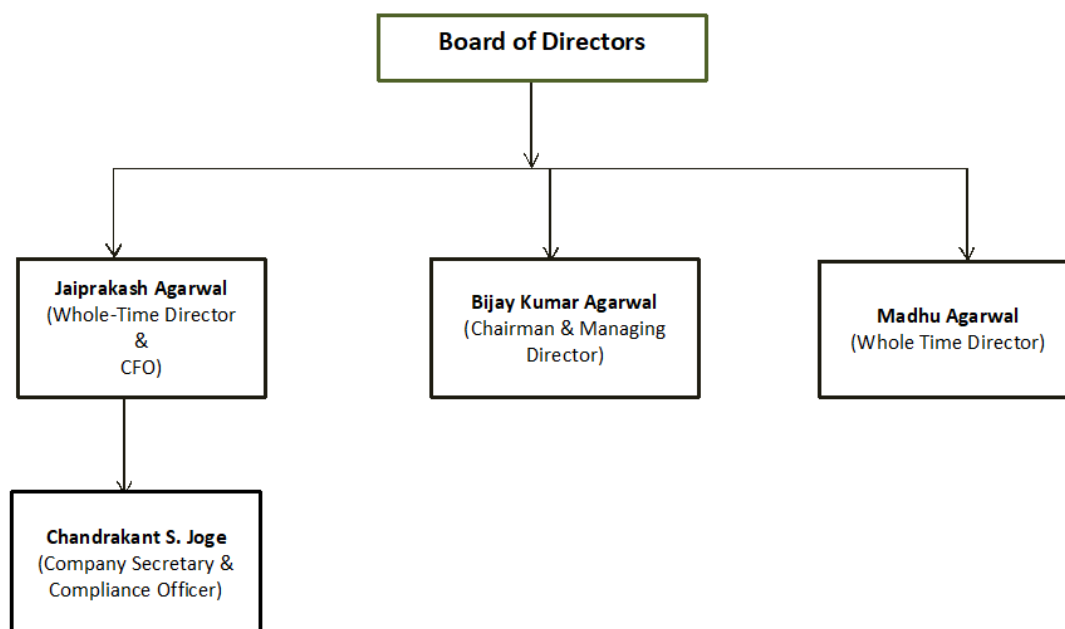 Board of Directors
Jaiprakash Agarwal
(Whole-Time Director
&
CFO)
Bijay Kumar Agarwal
(Chairman & Managing
Director)
Madhu Agarwal
(Whole Time Director)
Chandrakant S. Joge
(Company Secretary &
Compliance Officer)